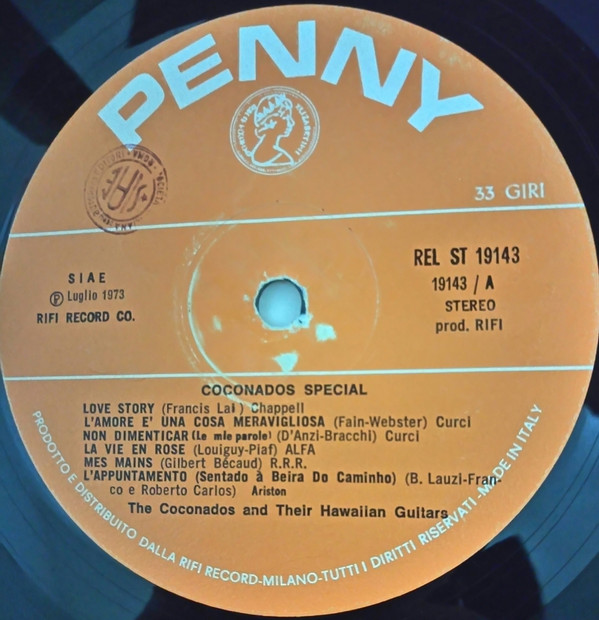 PENNY
33 GIRI
REL ST 19143
19143 / A
STEREO
prod. RIFI
SIAE
Ⓟ Luglio 1973
RIFI RECORD CO.
COCONADOS SPECIAL
LOVE STORY (Francis Lai ) Chappell
L'AMORE E' UNA COSA MERAVIGLIOSA (Fain-Webster) Curci
NON DIMENTICAR (Le mie parole) (D'Anzi-Bracchi) Curci
LA VIE EN ROSE (Louiguy-Piaf) ALFA
MES MAINS (Gilbert Bécaud) R.R.R.
L'APPUNTAMENTO (Sentado à Beira Do Caminho) (B. Lauzi-Fran-
co e Roberto Carlos) Ariston
The Coconados and Their Hawaiian Guitars
PRODOTTO E DISTRIBUITO DALLA RIFI RECORD-MILANO-TUTTI I DIRITTI RISERVATI-MADE IN ITALY